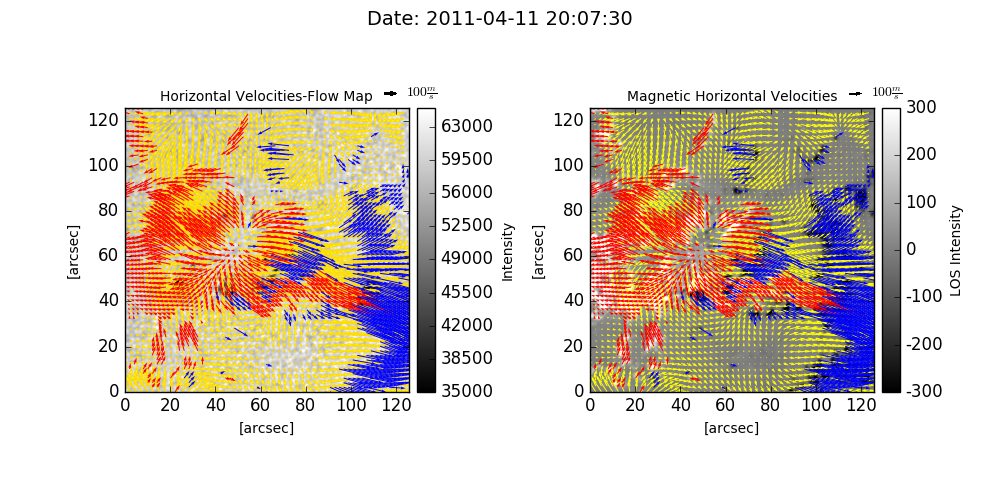 Date: 2011-04-11 20:07:30
Horizontal Velocities-Flow Map
100 m/s
Magnetic Horizontal Velocities
100 m/s
120
100
80
60
40
20
0
[arcsec]
0 20 40 60 80 100 120
[arcsec]
63000
59500
56000
52500
49000
45500
42000
38500
35000
Intensity
120
100
80
60
40
20
0
[arcsec]
0 20 40 60 80 100 120
[arcsec]
300
200
100
0
-100
-200
-300
LOS Intensity